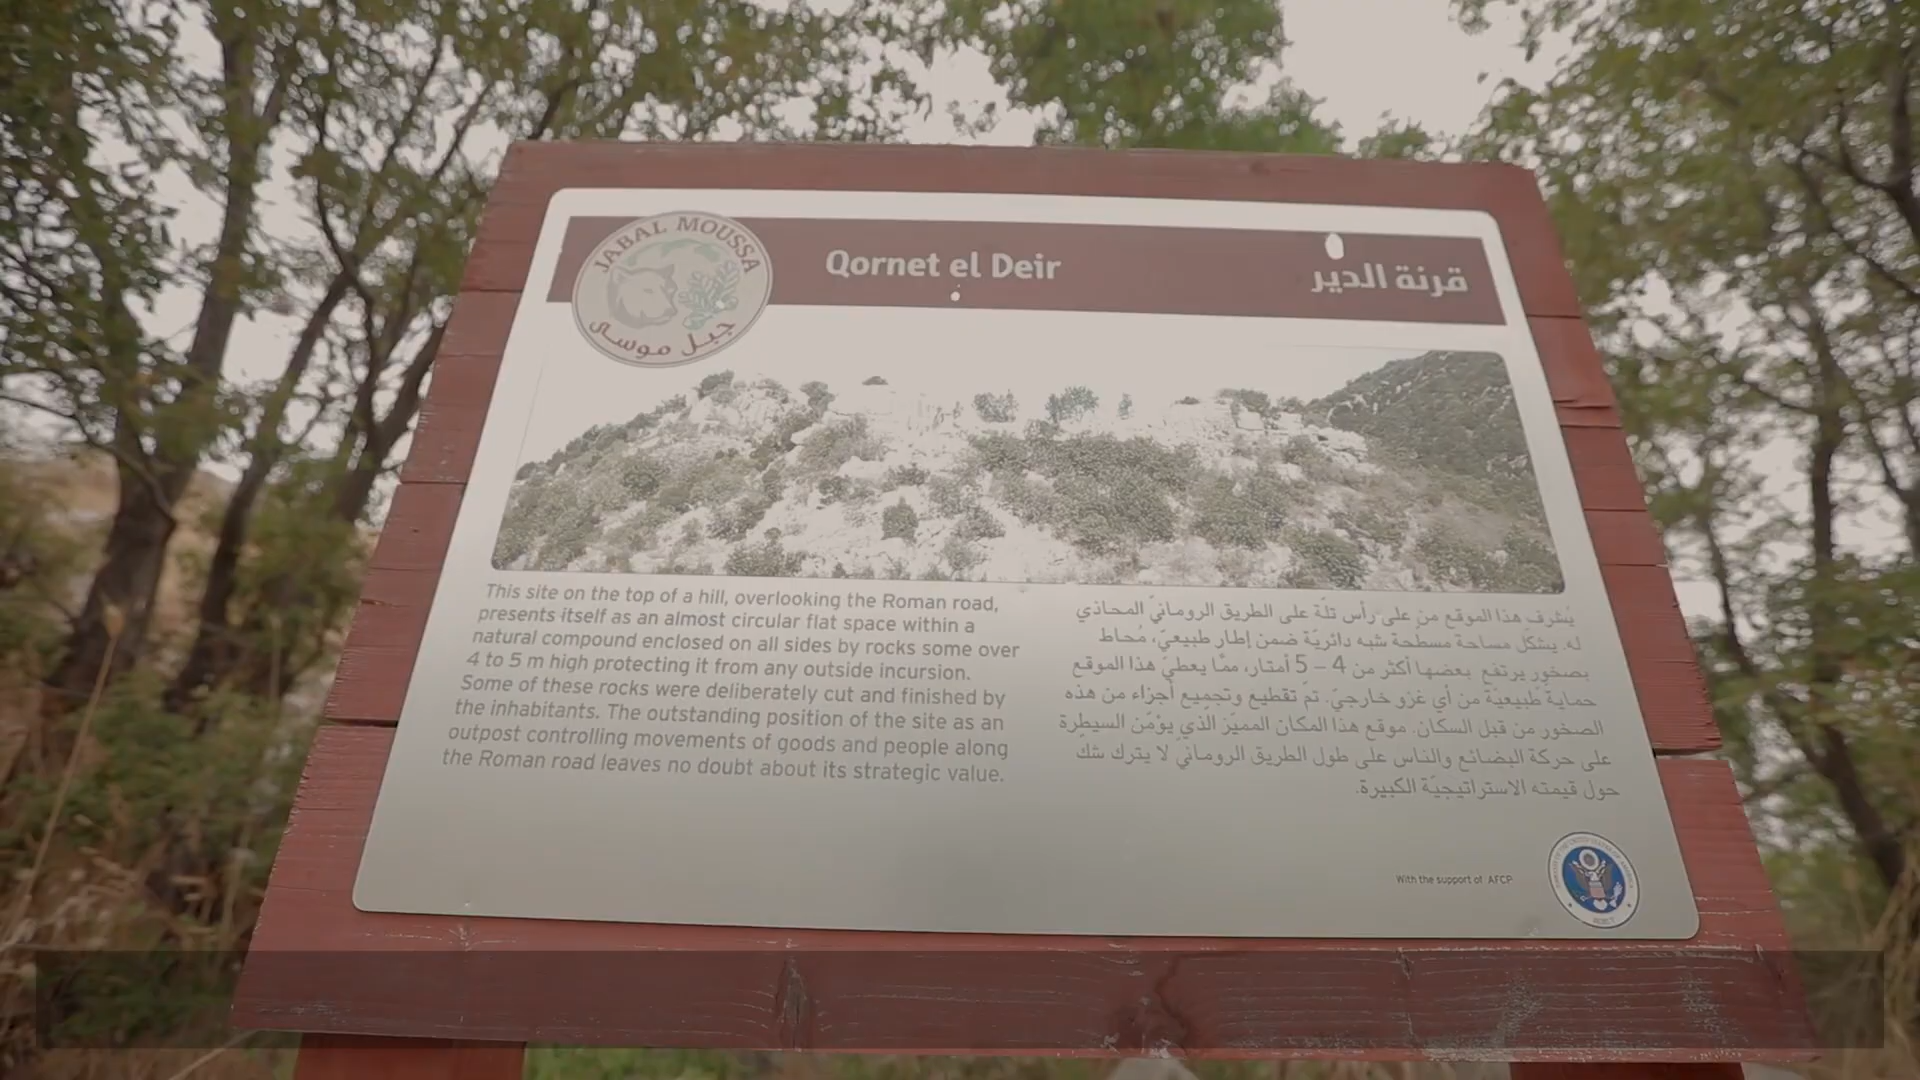 JABAL MOUSSA
جبل موسى
Qornet el Deir
قرنة الدير
This site on the top of a hill, overlooking the Roman road,
presents itself as an almost circular flat space within a
natural compound enclosed on all sides by rocks some over
4 to 5 m high protecting it from any outside incursion.
Some of these rocks were deliberately cut and finished by
the inhabitants. The outstanding position of the site as an
outpost controlling movements of goods and people along
the Roman road leaves no doubt about its strategic value.
يُشرف هذا الموقع من على رأس تلّة على الطريق الرومانيّ المحاذي
له. يشكّل مساحة مسطحة شبه دائريّة ضمن إطار طبيعيّ، مُحاط
بصخور يرتفع بعضها أكثر من 4 – 5 أمتار، ممّا يعطي هذا الموقع
حماية طبيعيّة من أي غزو خارجيّ. تمّ تقطيع وتجميع أجزاء من هذه
الصخور من قبل السكان. موقع هذا المكان المميّز الذي يؤمّن السيطرة
على حركة البضائع والناس على طول الطريق الروماني لا يترك شك
حول قيمته الاستراتيجيّة الكبيرة.
With the support of AFCP